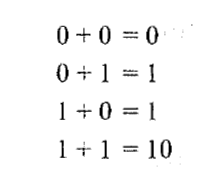 0 + 0 = 0
0 + 1 = 1
1 + 0 = 1
1 + 1 = 10